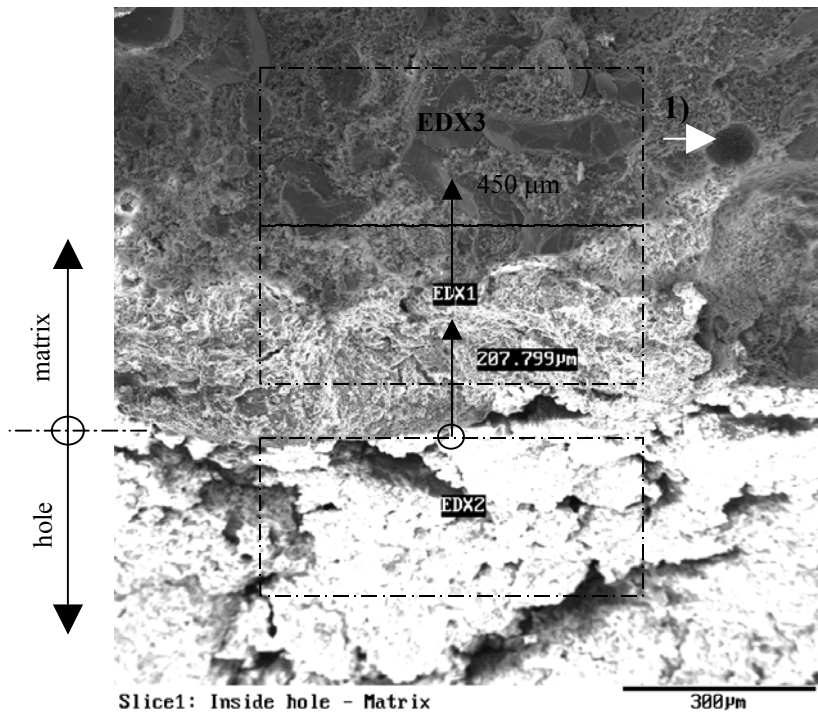 EDX3
1)
450 µm
EDX1
207.799µm
matrix
hole
EDX2
Slice1: Inside hole - Matrix
300µm